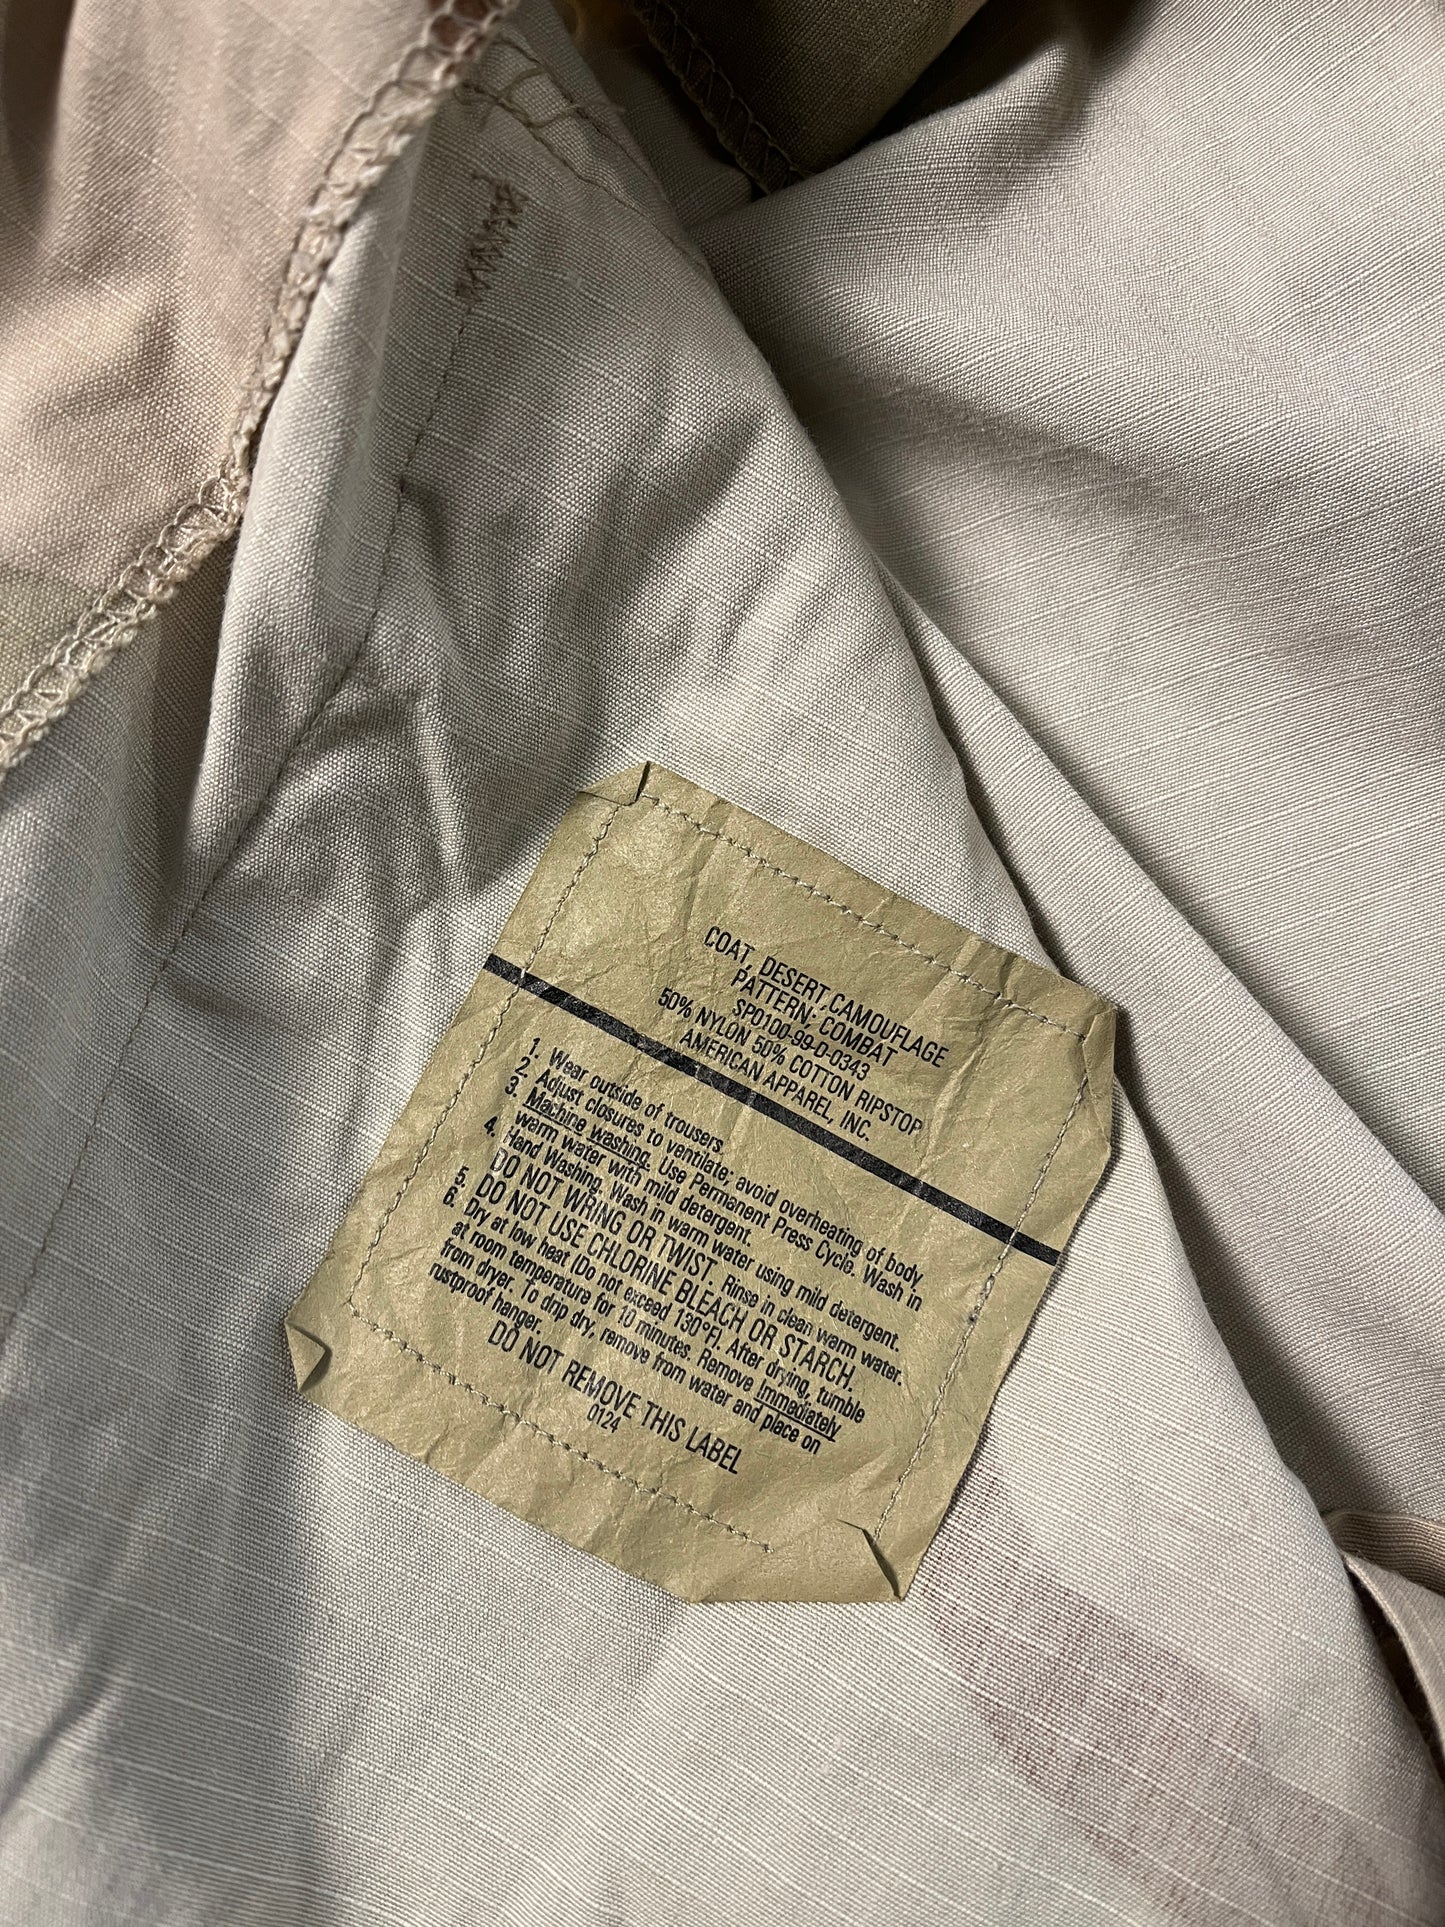 COAT, DESERT, CAMOUFLAGE
PATTERN; COMBAT
SP0100-99-D-0343
50% NYLON 50% COTTON RIPSTOP
AMERICAN APPAREL, INC.
1. Wear outside of trousers.
2. Adjust closures to ventilate; avoid overheating of body.
3. Machine washing. Use Permanent Press Cycle. Wash in
warm water with mild detergent.
4. Hand Washing. Wash in warm water using mild detergent.
DO NOT WRING OR TWIST. Rinse in clean warm water.
5. DO NOT USE CHLORINE BLEACH OR STARCH.
6. Dry at low heat (Do not exceed 130°F). After drying, tumble
at room temperature for 10 minutes. Remove Immediately
from dryer. To drip dry, remove from water and place on
rustproof hanger.
DO NOT REMOVE THIS LABEL
0124